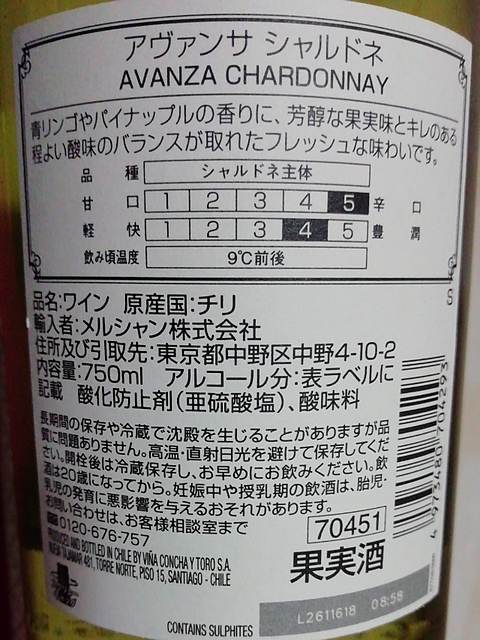 アヴァンサ シャルドネ
AVANZA CHARDONNAY
青リンゴやパイナップルの香りに、芳醇な果実味とキレのある
程よい酸味のバランスが取れたフレッシュな味わいです。
品種 シャルドネ主体
甘口 1 2 3 4 5 辛口
軽快 1 2 3 4 5 豊潤
飲み頃温度 9℃前後
品名:ワイン 原産国:チリ
輸入者:メルシャン株式会社
住所及び引取先:東京都中野区中野4-10-2
内容量:750ml アルコール分:表ラベルに
記載 酸化防止剤(亜硫酸塩)、酸味料
長期間の保存や冷蔵で沈殿を生じることがありますが品
質に問題ありません。高温・直射日光を避けて保存してくだ
さい。開栓後は冷蔵保存し、お早めにお飲みください。飲
酒は20歳になってから。妊娠中や授乳期の飲酒は、胎児・
乳児の発育に悪影響を与えるおそれがあります。
お問い合わせは、お客様相談室まで
☎0120-676-757
PRODUCED AND BOTTLED IN CHILE BY VIÑA CONCHA Y TORO S.A.
NUEVA TAJAMAR 481, TORRE NORTE, PISO 15, SANTIAGO - CHILE
70451
果実酒
4 973480 704293
S
CONTAINS SULPHITES
L2611618 08:58